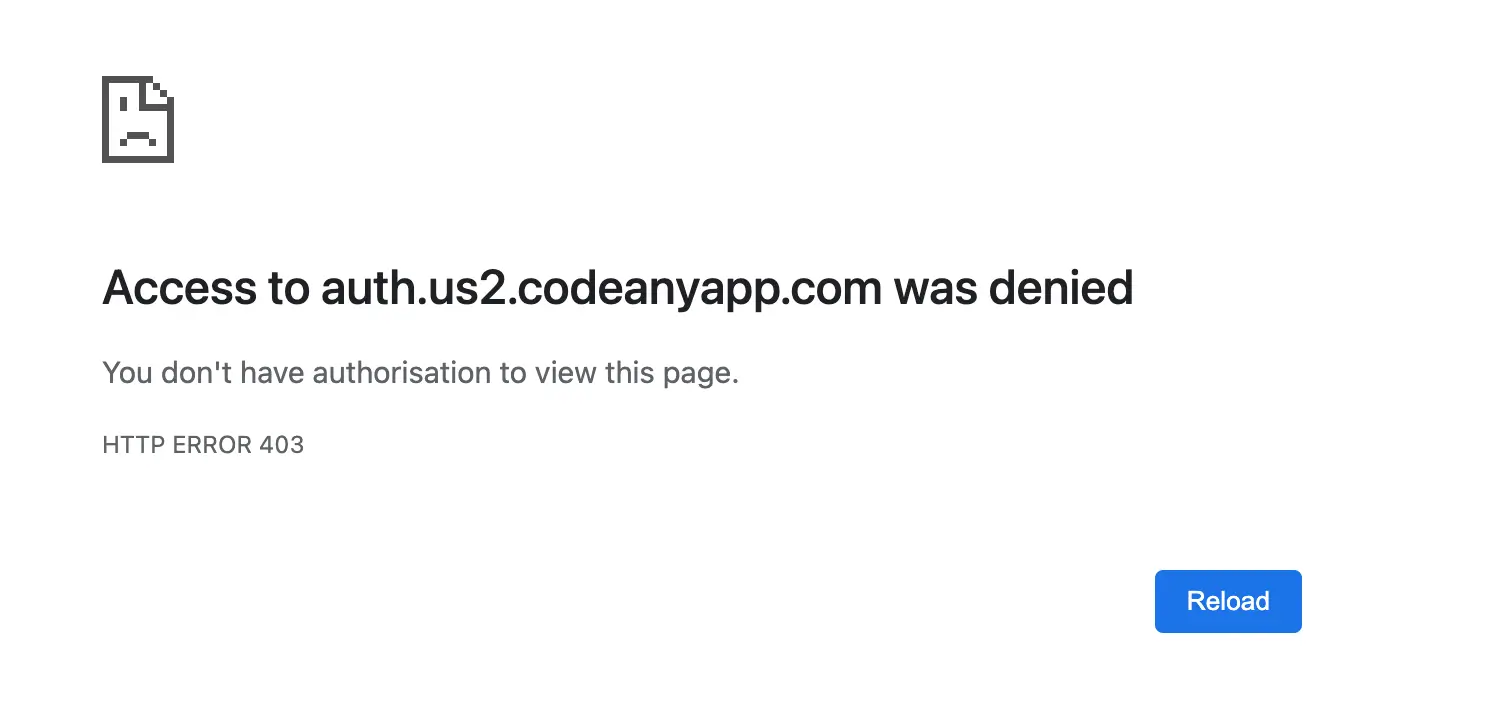 Access to auth.us2.codeanyapp.com was denied
You don't have authorisation to view this page.
HTTP ERROR 403
Reload